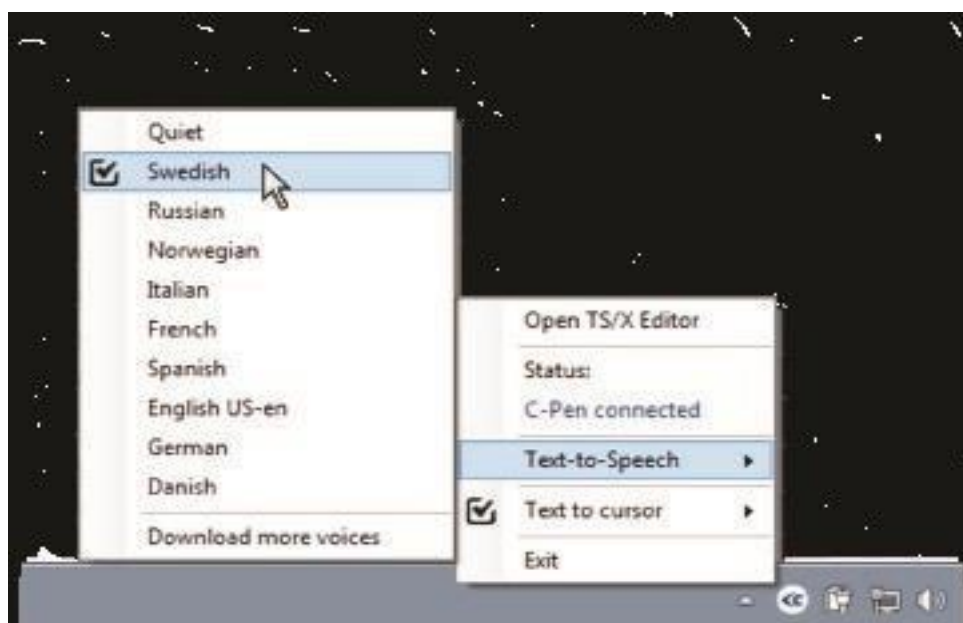 Quiet
Swedish
Russian
Norwegian
Italian
French
Spanish
English US-en
German
Danish
Download more voices
Open TS/X Editor
Status:
C-Pen connected
Text-to-Speech
Text to cursor
Exit